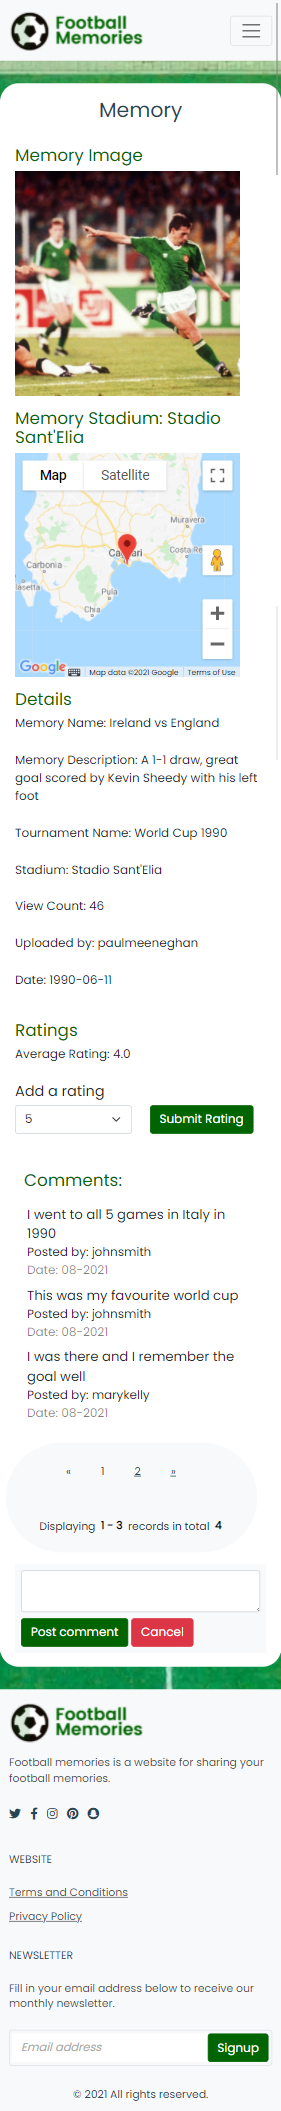 Football
Memories
Memory
Memory Image
Memory Stadium: Stadio
Sant'Elia
Map Satellite
Muravera
Carbonia
Costa Re
Pula
Chia
Google
Map data ©2021 Google Terms of Use
Details
Memory Name: Ireland vs England
Memory Description: A 1-1 draw, great
goal scored by Kevin Sheedy with his left
foot
Tournament Name: World Cup 1990
Stadium: Stadio Sant'Elia
View Count: 46
Uploaded by: paulmeeneghan
Date: 1990-06-11
Ratings
Average Rating: 4.0
Add a rating
5
Submit Rating
Comments:
I went to all 5 games in Italy in
1990
Posted by: johnsmith
Date: 08-2021
This was my favourite world cup
Posted by: johnsmith
Date: 08-2021
I was there and I remember the
goal well
Posted by: marykelly
Date: 08-2021
« 1 2 »
Displaying 1 - 3 records in total 4
Post comment Cancel
Football
Memories
Football memories is a website for sharing your
football memories.
WEBSITE
Terms and Conditions
Privacy Policy
NEWSLETTER
Fill in your email address below to receive our
monthly newsletter.
Email address
Signup
© 2021 All rights reserved.